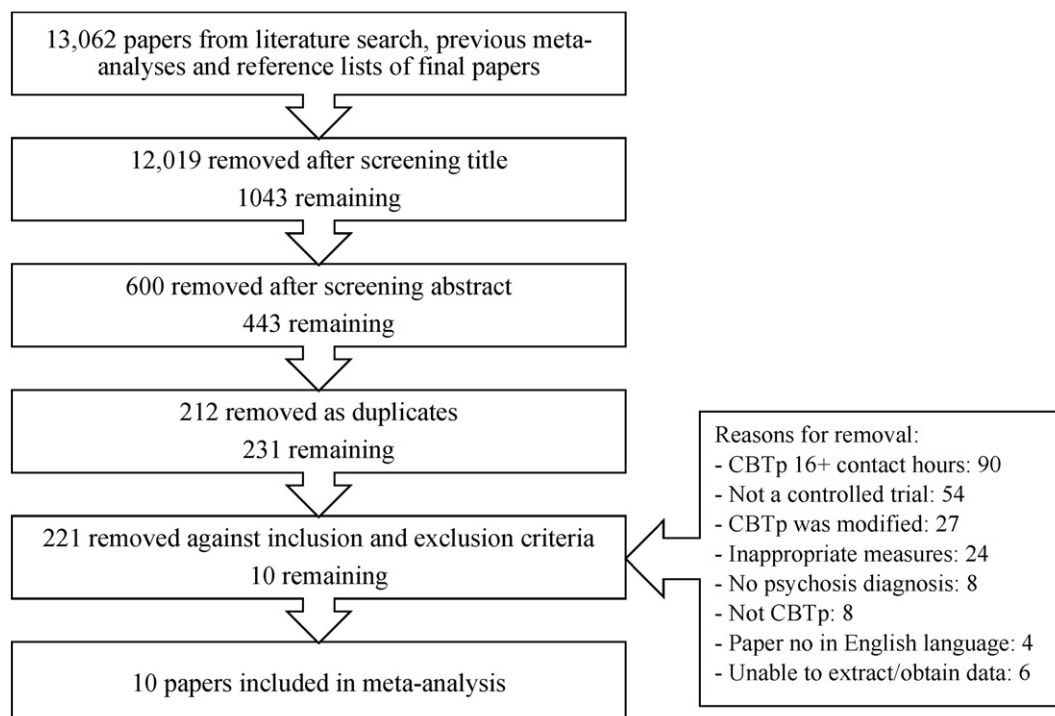 13,062 papers from literature search, previous meta-
analyses and reference lists of final papers
12,019 removed after screening title
1043 remaining
600 removed after screening abstract
443 remaining
212 removed as duplicates
231 remaining
221 removed against inclusion and exclusion criteria
10 remaining
10 papers included in meta-analysis
Reasons for removal:
- CBTp 16+ contact hours: 90
- Not a controlled trial: 54
- CBTp was modified: 27
- Inappropriate measures: 24
- No psychosis diagnosis: 8
- Not CBTp: 8
- Paper no in English language: 4
- Unable to extract/obtain data: 6